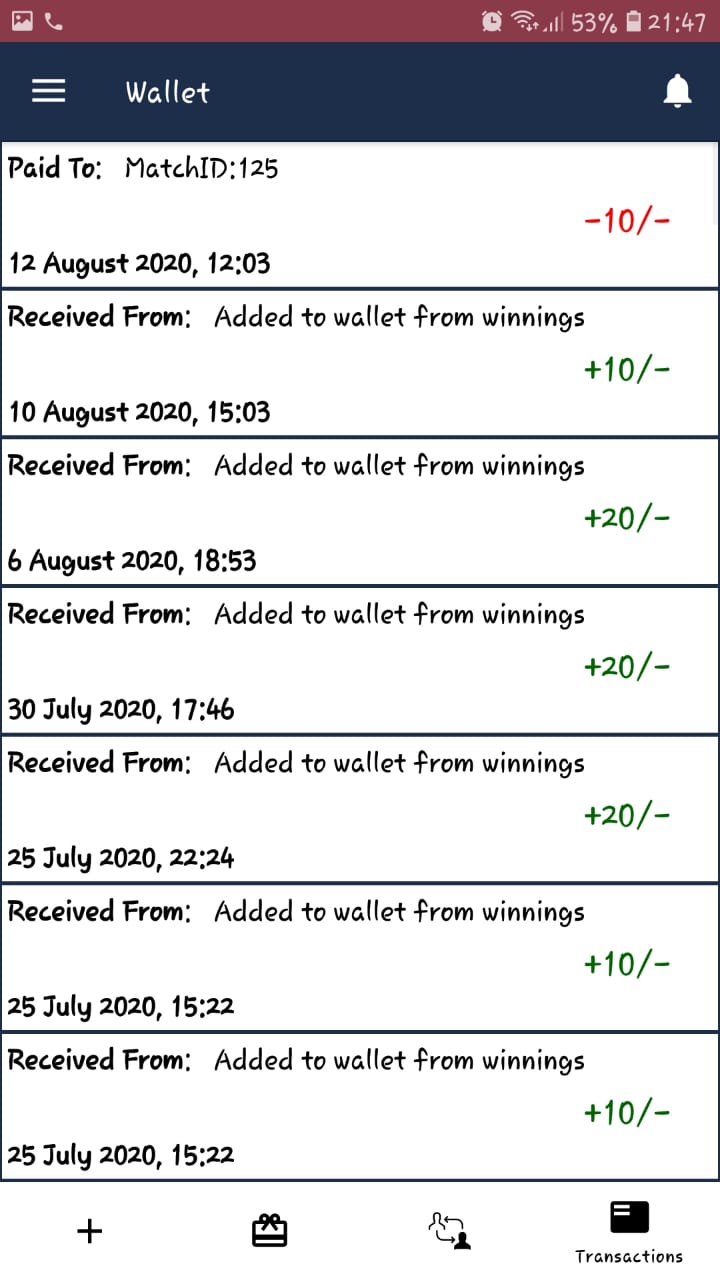 53% 21:47
Wallet
Paid To: MatchID:125
-10/-
12 August 2020, 12:03
Received From: Added to wallet from winnings
+10/-
10 August 2020, 15:03
Received From: Added to wallet from winnings
+20/-
6 August 2020, 18:53
Received From: Added to wallet from winnings
+20/-
30 July 2020, 17:46
Received From: Added to wallet from winnings
+20/-
25 July 2020, 22:24
Received From: Added to wallet from winnings
+10/-
25 July 2020, 15:22
Received From: Added to wallet from winnings
+10/-
25 July 2020, 15:22
Transactions